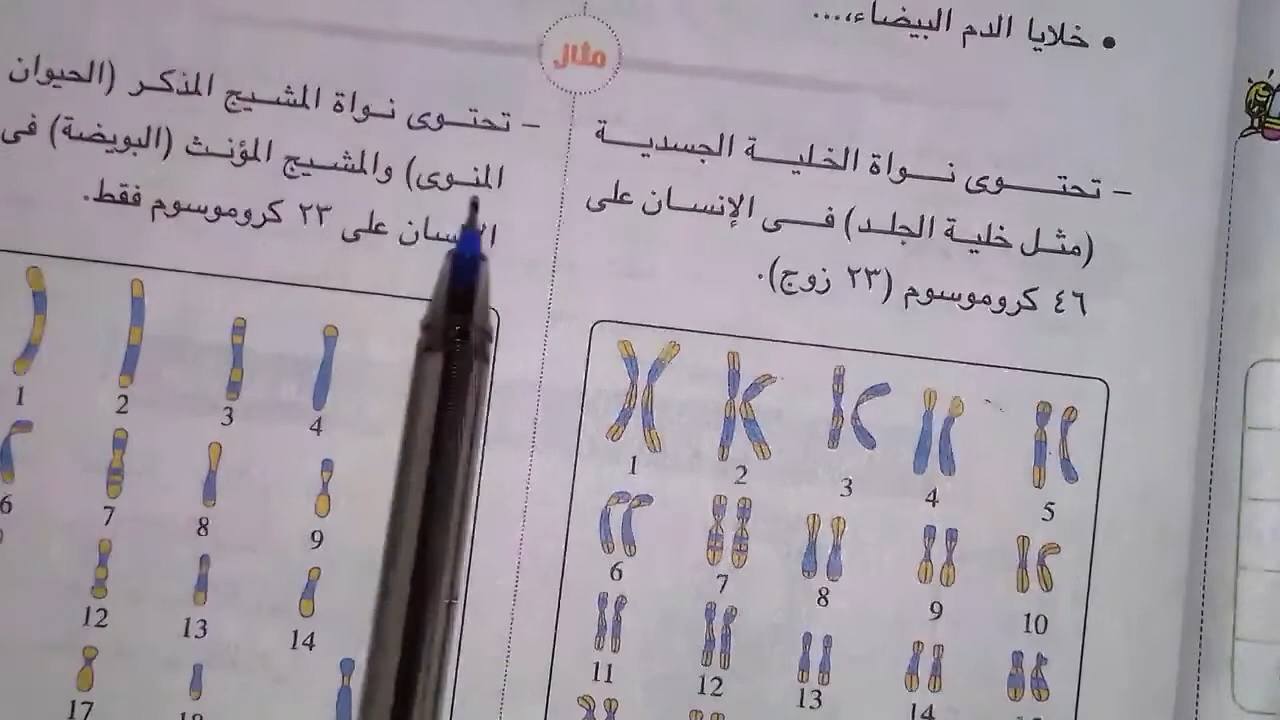 • خلايا الدم البيضاء،...
مثال
- تحتوى نواة الخلية الجسدية
(مثل خلية الجلد) فى الإنسان على
٤٦ كروموسوم (٢٣ زوج).
1 2 3 4 5
6 7 8 9 10
11 12 13 14
- تحتوى نواة المشيج المذكر (الحيوان
المنوى) والمشيج المؤنث (البويضة) فى
على ٢٣ كروموسوم فقط.
1 2 3 4
6 7 8 9
12 13 14
17